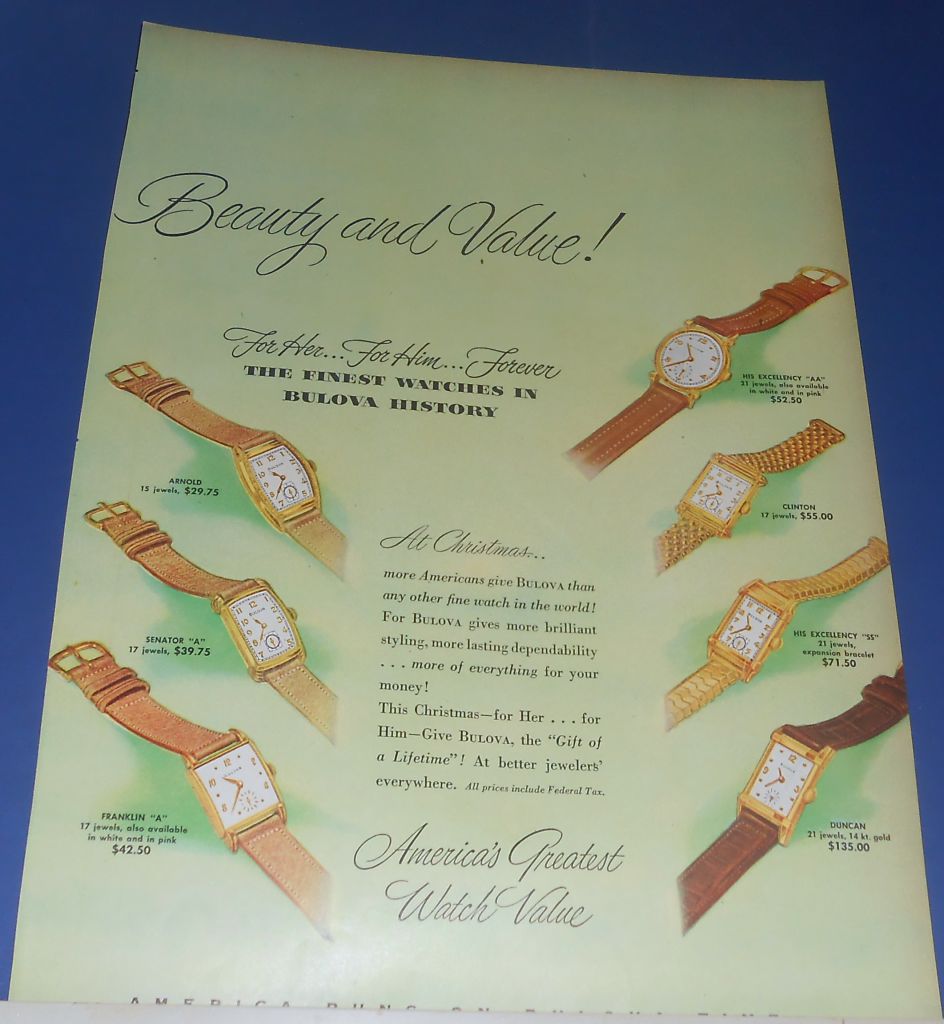 Beauty and Value!
For Her... For Him... Forever
THE FINEST WATCHES IN
BULOVA HISTORY
HIS EXCELLENCY "AA"
21 jewels, also available
in white and in pink
$52.50
ARNOLD
15 jewels, $29.75
CLINTON
17 jewels, $55.00
At Christmas...
more Americans give BULOVA than
any other fine watch in the world!
For BULOVA gives more brilliant
styling, more lasting dependability
. . . more of everything for your
money!
This Christmas—for Her . . . for
Him—Give BULOVA, the "Gift of
a Lifetime"! At better jewelers'
everywhere. All prices include Federal Tax.
SENATOR "A"
17 jewels, $39.75
HIS EXCELLENCY "SS"
21 jewels,
expansion bracelet
$71.50
FRANKLIN "A"
17 jewels, also available
in white and in pink
$42.50
DUNCAN
21 jewels, 14 kt. gold
$135.00
America's Greatest
Watch Value
AMERICA RUNS ON BULOVA TIME